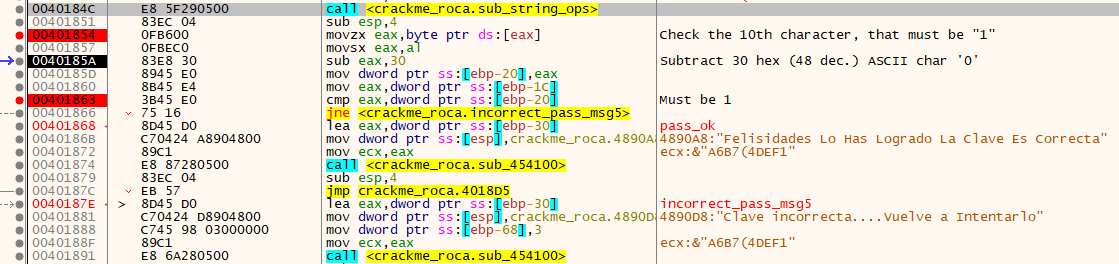 0040184C E8 5F290500 call <crackme_roca.sub_string_ops>
00401851 83EC 04 sub esp,4
00401854 0FB600 movzx eax,byte ptr ds:[eax] Check the 10th character, that must be "1"
00401857 0FBEC0 movsx eax,al
0040185A 83E8 30 sub eax,30 Subtract 30 hex (48 dec.) ASCII char '0'
0040185D 8945 E0 mov dword ptr ss:[ebp-20],eax
00401860 8B45 E4 mov eax,dword ptr ss:[ebp-1C]
00401863 3B45 E0 cmp eax,dword ptr ss:[ebp-20] Must be 1
00401866 75 16 jne <crackme_roca.incorrect_pass_msg5>
00401868 8D45 D0 lea eax,dword ptr ss:[ebp-30] pass_ok
0040186B C70424 A8904800 mov dword ptr ss:[esp],crackme_roca.4890A8 4890A8:"Felisidades Lo Has Logrado La Clave Es Correcta"
00401872 89C1 mov ecx,eax ecx:&"A6B7(4DEF1"
00401874 E8 87280500 call <crackme_roca.sub_454100>
00401879 83EC 04 sub esp,4
0040187C EB 57 jmp crackme_roca.4018D5
0040187E > 8D45 D0 lea eax,dword ptr ss:[ebp-30] incorrect_pass_msg5
00401881 C70424 D8904800 mov dword ptr ss:[esp],crackme_roca.4890D 4890D8:"Clave incorrecta....Vuelve a Intentarlo"
00401888 C745 98 03000000 mov dword ptr ss:[ebp-68],3
0040188F 89C1 mov ecx,eax ecx:&"A6B7(4DEF1"
00401891 E8 6A280500 call <crackme_roca.sub_454100>